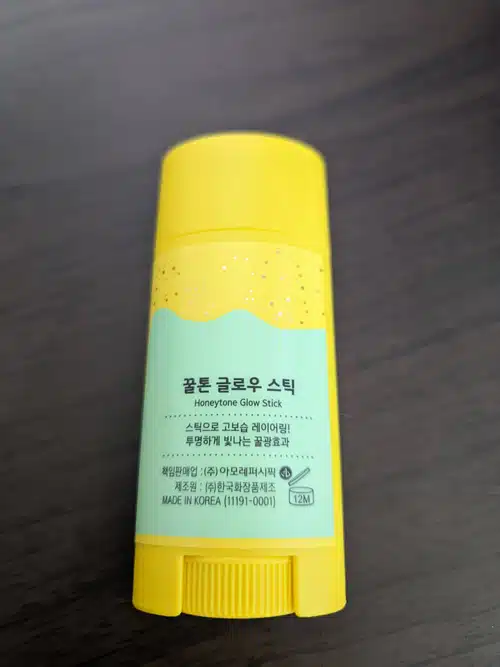 꿀톤 글로우 스틱
Honeytone Glow Stick
스틱으로 고보습 레이어링!
투명하게 빛나는 꿀광효과
책임판매업 : (주) 아모레퍼시픽
제조원 : (주)한국화장품제조
MADE IN KOREA (11191-0001)
12M